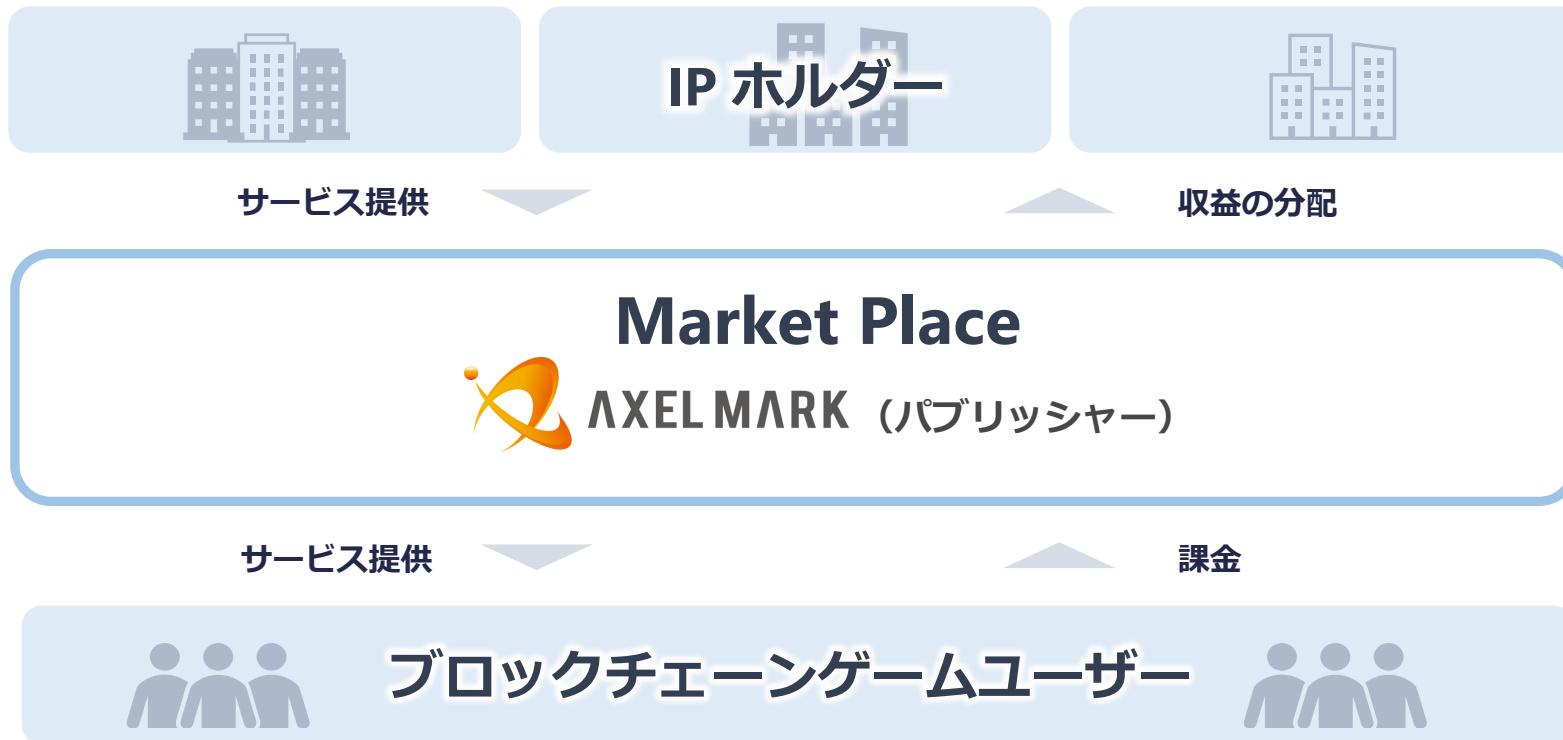 IP ホルダー
サービス提供
収益の分配
Market Place
AXEL MARK (パブリッシャー)
サービス提供
課金
ブロックチェーンゲームユーザー